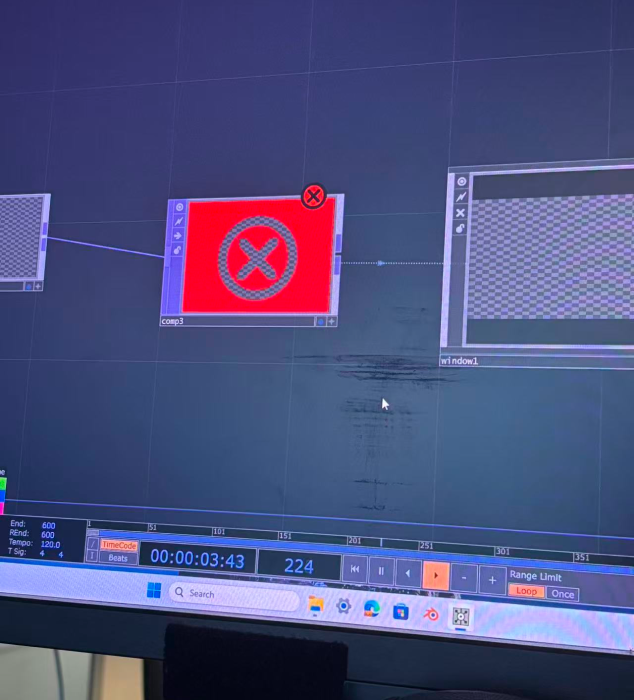 comp3
window1
e
End: 600
REnd: 600
Tempo: 120.0
T Sig: 4 4
1 51 101 151 201 251 301 351
TimeCode
Beats
I
00:00:03:43
224
- +
Range Limit
Loop Once
Search